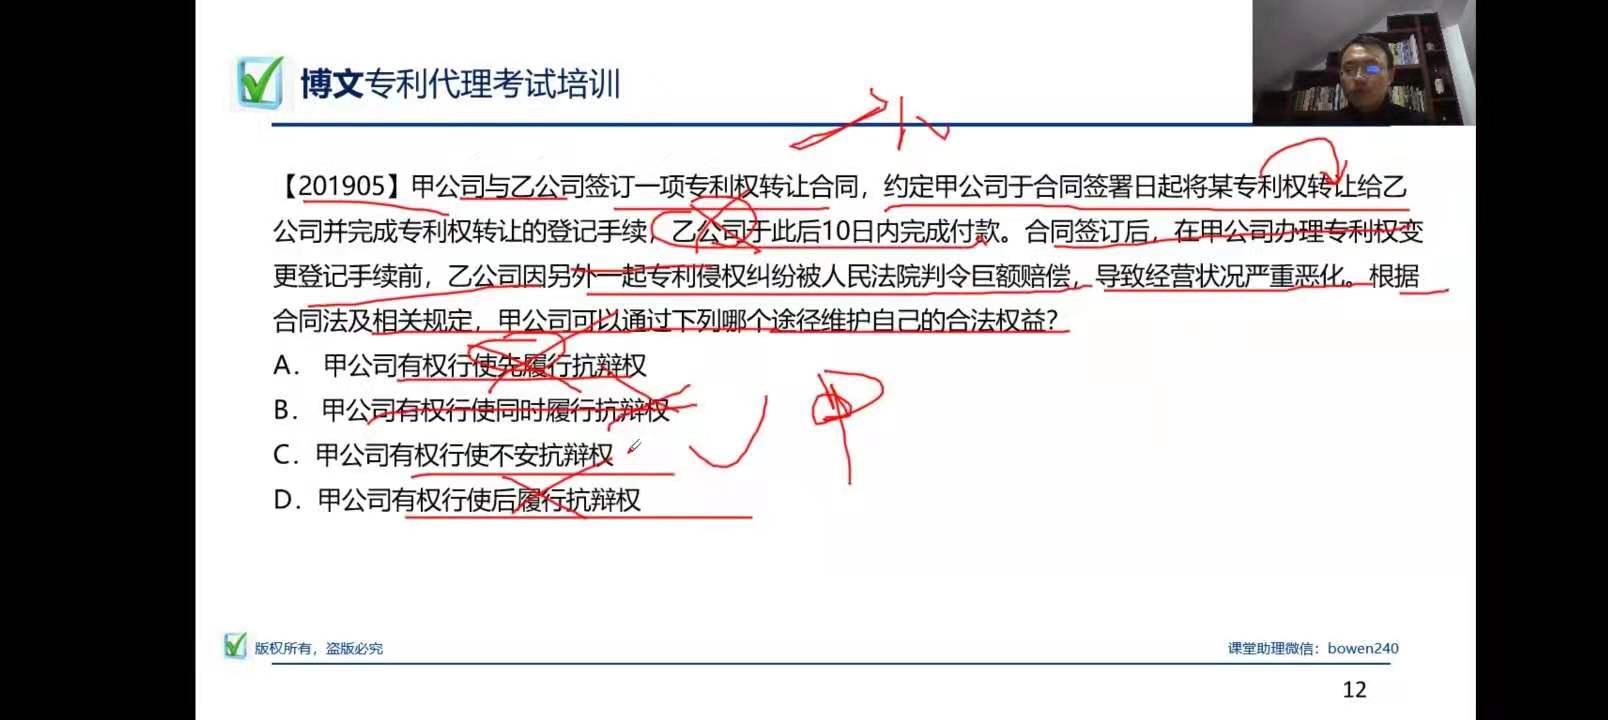 博文专利代理考试培训
【201905】甲公司与乙公司签订一项专利权转让合同，约定甲公司于合同签署日起将某专利权转让给乙
公司并完成专利权转让的登记手续，乙公司于此后10日内完成付款。合同签订后，在甲公司办理专利权变
更登记手续前，乙公司因另外一起专利侵权纠纷被人民法院判令巨额赔偿，导致经营状况严重恶化。根据
合同法及相关规定，甲公司可以通过下列哪个途径维护自己的合法权益？
A. 甲公司有权行使先履行抗辩权
B. 甲公司有权行使同时履行抗辩权
C. 甲公司有权行使不安抗辩权
D. 甲公司有权行使后履行抗辩权
版权所有，盗版必究
课堂助理微信：bowen240
12